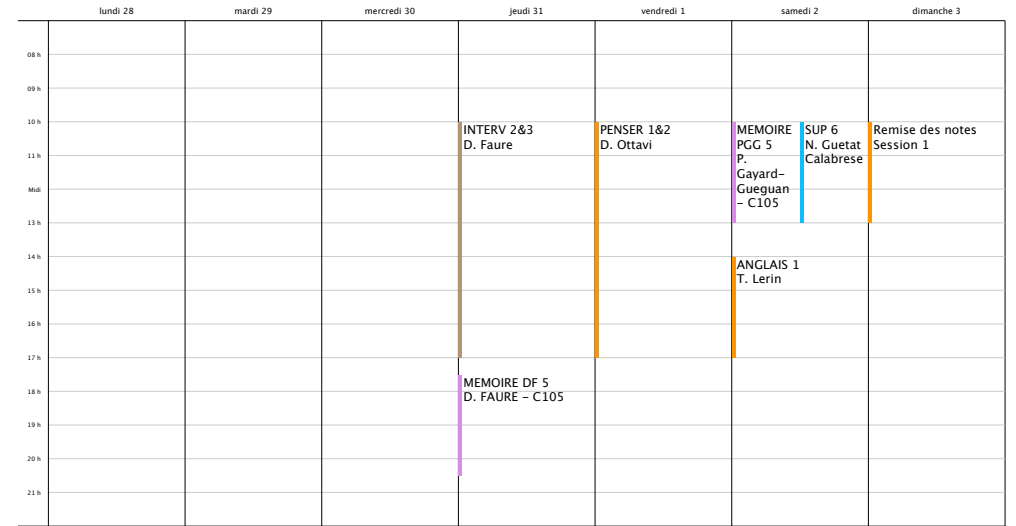 lundi 28
mardi 29
mercredi 30
jeudi 31
vendredi 1
samedi 2
dimanche 3
08 h
09 h
10 h
11 h
Midi
13 h
14 h
15 h
16 h
17 h
18 h
19 h
20 h
21 h
INTERV 2&3
D. Faure
MEMOIRE DF 5
D. FAURE – C105
PENSER 1&2
D. Ottavi
MEMOIRE
PGG 5
P.
Gayard–
Gueguan
– C105
SUP 6
N. Guetat
Calabrese
ANGLAIS 1
T. Lerin
Remise des notes
Session 1